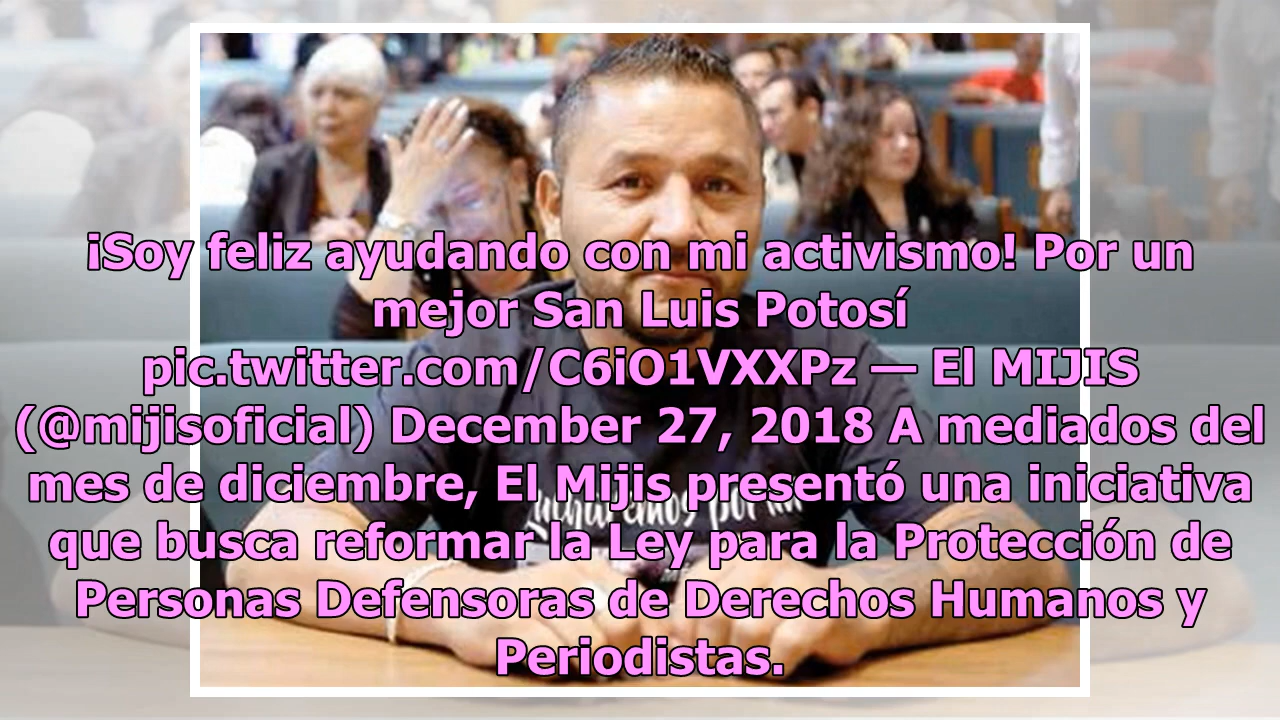 ¡Soy feliz ayudando con mi activismo! Por un
mejor San Luis Potosí
pic.twitter.com/C6iO1VXXPz — El MIJIS
(@mijisoficial) December 27, 2018 A mediados del
mes de diciembre, El Mijis presentó una iniciativa
que busca reformar la Ley para la Protección de
Personas Defensoras de Derechos Humanos y
Periodistas.
por un